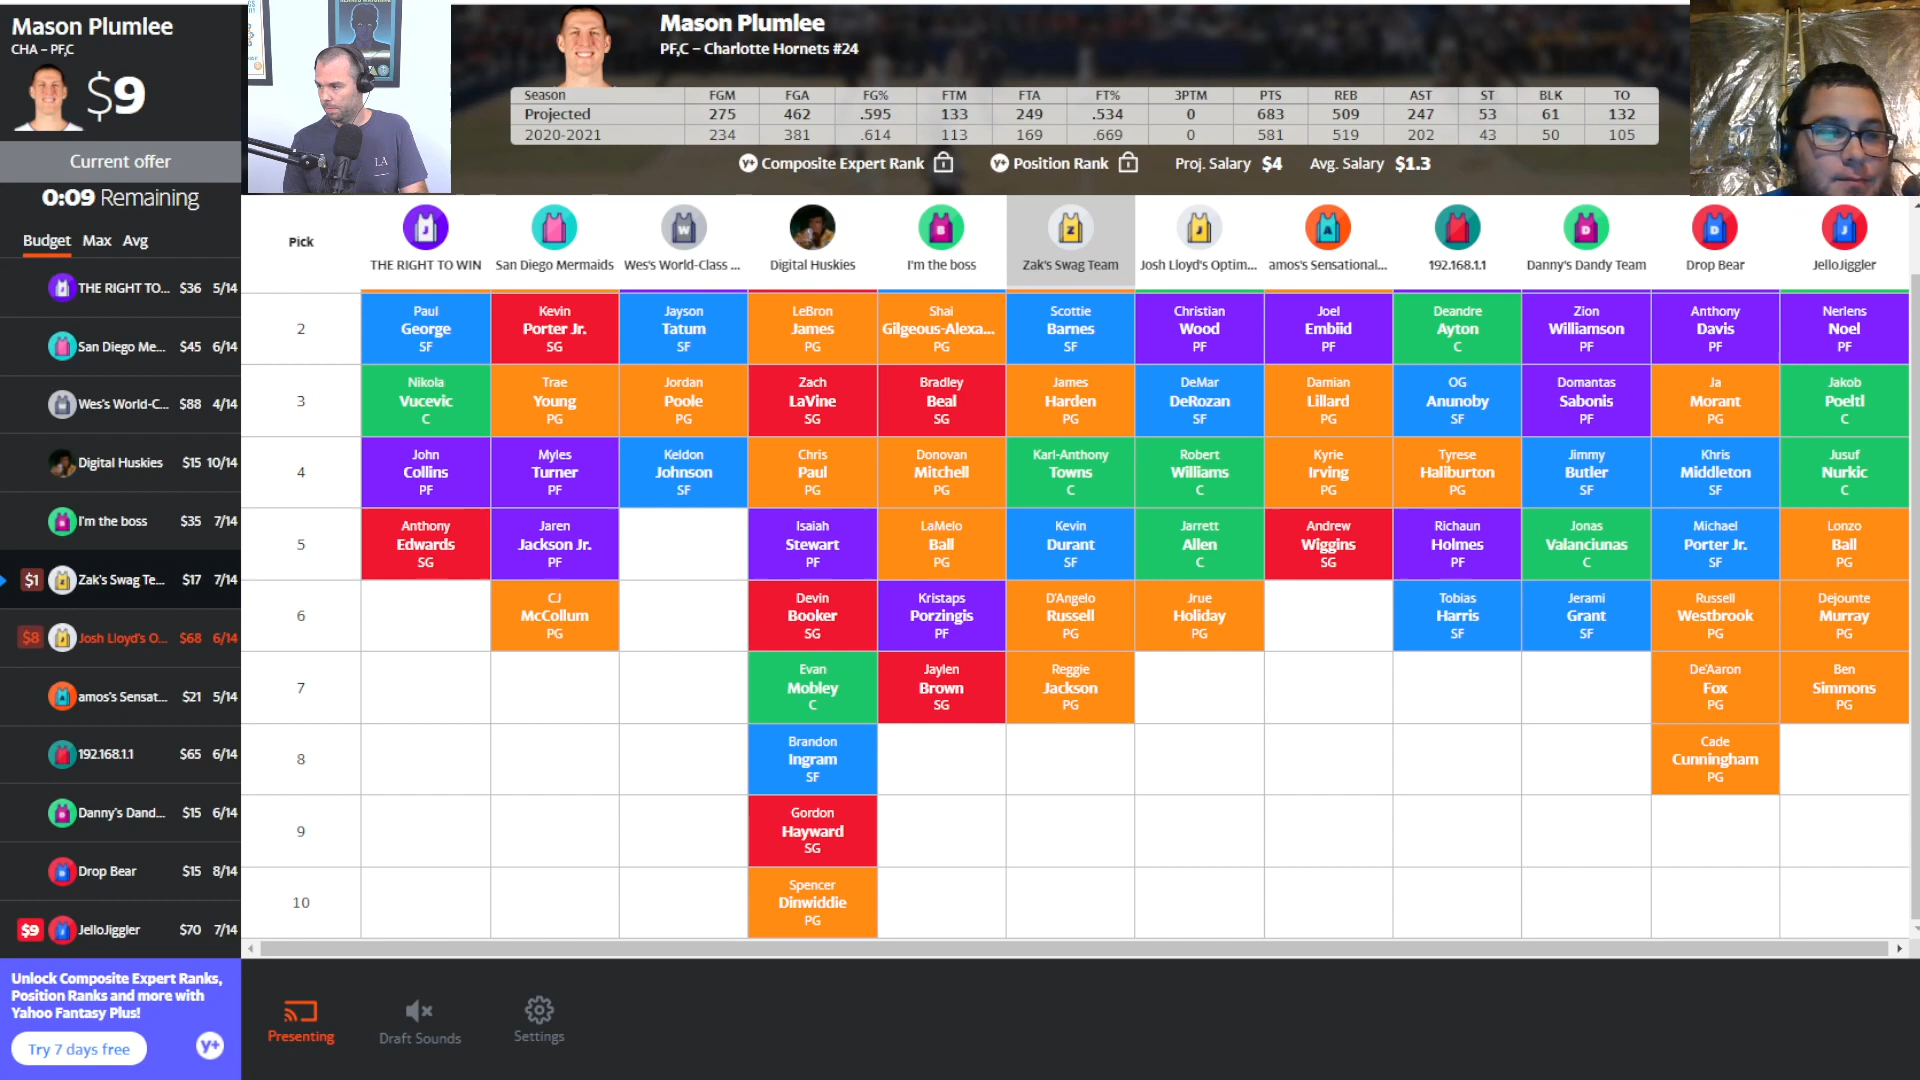 Mason Plumlee
CHA – PF,C
$9
Current offer
0:09 Remaining
Budget Max Avg
THE RIGHT TO... $36 5/14
San Diego Me... $45 6/14
Wes's World-C... $88 4/14
Digital Huskies $15 10/14
I'm the boss $35 7/14
$1 Zak's Swag Te... $17 7/14
$8 Josh Lloyd's O... $68 6/14
amos's Sensat... $21 5/14
192.168.1.1 $65 6/14
Danny's Dand... $15 6/14
Drop Bear $15 8/14
$9 JelloJiggler $70 7/14
Unlock Composite Expert Ranks,
Position Ranks and more with
Yahoo Fantasy Plus!
Try 7 days free
y+
LA
Mason Plumlee
PF,C – Charlotte Hornets #24
Season FGM FGA FG% FTM FTA FT% 3PTM PTS REB AST ST BLK TO
Projected 275 462 .595 133 249 .534 0 683 509 247 53 61 132
2020-2021 234 381 .614 113 169 .669 0 581 519 202 43 50 105
y+ Composite Expert Rank y+ Position Rank Proj. Salary $4 Avg. Salary $1.3
J W B Z J A D D J
Pick THE RIGHT TO WIN San Diego Mermaids Wes's World-Class ... Digital Huskies I'm the boss Zak's Swag Team Josh Lloyd's Optim... amos's Sensational... 192.168.1.1 Danny's Dandy Team Drop Bear JelloJiggler
Paul Kevin Jayson LeBron Shai Scottie Christian Joel Deandre Zion Anthony Nerlens
2 George Porter Jr. Tatum James Gilgeous-Alexa... Barnes Wood Embiid Ayton Williamson Davis Noel
SF SG SF PG PG SF PF PF C PF PF PF
Nikola Trae Jordan Zach Bradley James DeMar Damian OG Domantas Ja Jakob
3 Vucevic Young Poole LaVine Beal Harden DeRozan Lillard Anunoby Sabonis Morant Poeltl
C PG PG SG SG PG SF PG SF PF PG C
John Myles Keldon Chris Donovan Karl-Anthony Robert Kyrie Tyrese Jimmy Khris Jusuf
4 Collins Turner Johnson Paul Mitchell Towns Williams Irving Haliburton Butler Middleton Nurkic
PF PF SF PG PG C C PG PG SF SF C
Anthony Jaren Isaiah LaMelo Kevin Jarrett Andrew Richaun Jonas Michael Lonzo
5 Edwards Jackson Jr. Stewart Ball Durant Allen Wiggins Holmes Valanciunas Porter Jr. Ball
SG PF PF PG SF C SG PF C SF PG
CJ Devin Kristaps D'Angelo Jrue Tobias Jerami Russell Dejounte
6 McCollum Booker Porzingis Russell Holiday Harris Grant Westbrook Murray
PG SG PF PG PG SF SF PG PG
Evan Jaylen Reggie De'Aaron Ben
7 Mobley Brown Jackson Fox Simmons
C SG PG PG PG
Brandon Cade
8 Ingram Cunningham
SF PG
Gordon
9 Hayward
SG
Spencer
10 Dinwiddie
PG
Presenting Draft Sounds Settings